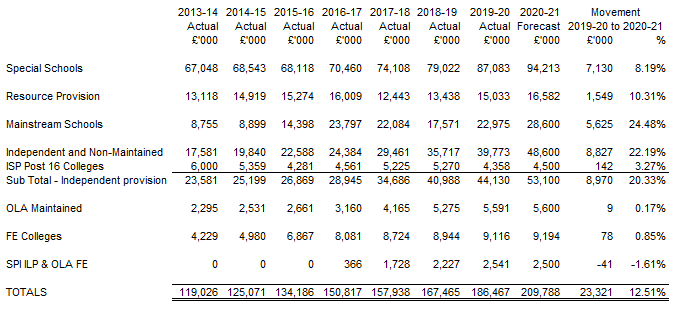 2013-14 2014-15 2015-16 2016-17 2017-18 2018-19 2019-20 2020-21 Movement
Actual Actual Actual Actual Actual Actual Actual Forecast 2019-20 to 2020-21
£'000 £'000 £'000 £'000 £'000 £'000 £'000 £'000 £'000 %
Special Schools 67,048 68,543 68,118 70,460 74,108 79,022 87,083 94,213 7,130 8.19%
Resource Provision 13,118 14,919 15,274 16,009 12,443 13,438 15,033 16,582 1,549 10.31%
Mainstream Schools 8,755 8,899 14,398 23,797 22,084 17,571 22,975 28,600 5,625 24.48%
Independent and Non-Maintained 17,581 19,840 22,588 24,384 29,461 35,717 39,773 48,600 8,827 22.19%
ISP Post 16 Colleges 6,000 5,359 4,281 4,561 5,225 5,270 4,358 4,500 142 3.27%
Sub Total - Independent provision 23,581 25,199 26,869 28,945 34,686 40,988 44,130 53,100 8,970 20.33%
OLA Maintained 2,295 2,531 2,661 3,160 4,165 5,275 5,591 5,600 9 0.17%
FE Colleges 4,229 4,980 6,867 8,081 8,724 8,944 9,116 9,194 78 0.85%
SPI ILP & OLA FE 0 0 0 366 1,728 2,227 2,541 2,500 -41 -1.61%
TOTALS 119,026 125,071 134,186 150,817 157,938 167,465 186,467 209,788 23,321 12.51%